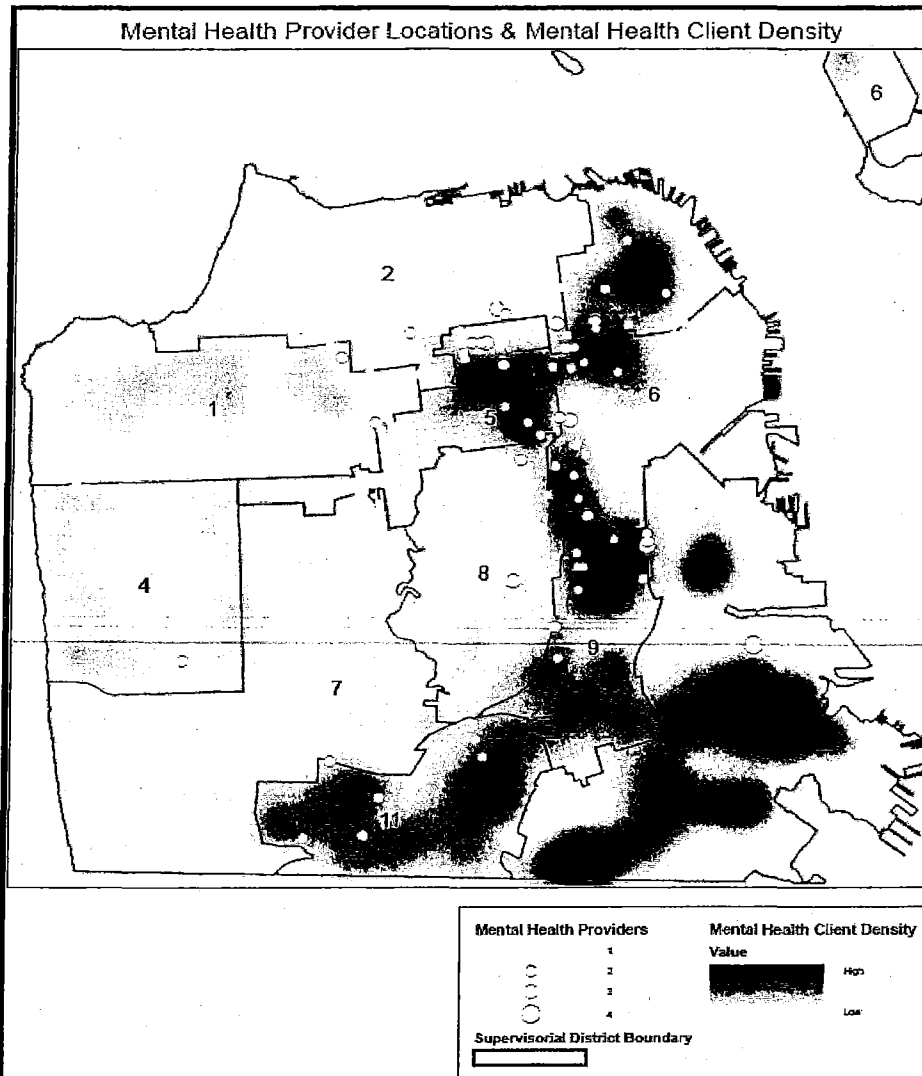 Mental Health Provider Locations & Mental Health Client Density
6
2
1
6
5
4
8
9
7
11
Mental Health Providers
1
2
3
4
Supervisorial District Boundary
Mental Health Client Density
Value
High
Low